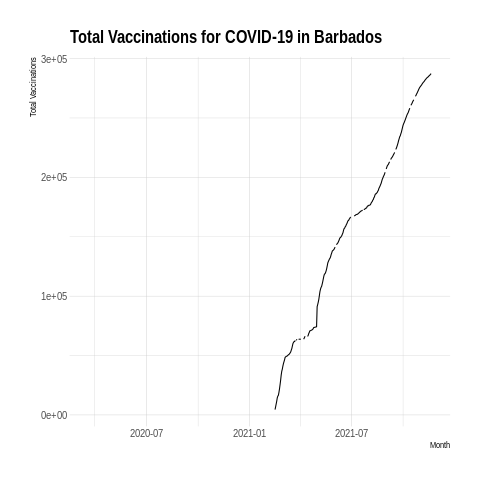 Total Vaccinations for COVID-19 in Barbados
Total Vaccinations
3e+05
2e+05
1e+05
0e+00
2020-07 2021-01 2021-07
Month